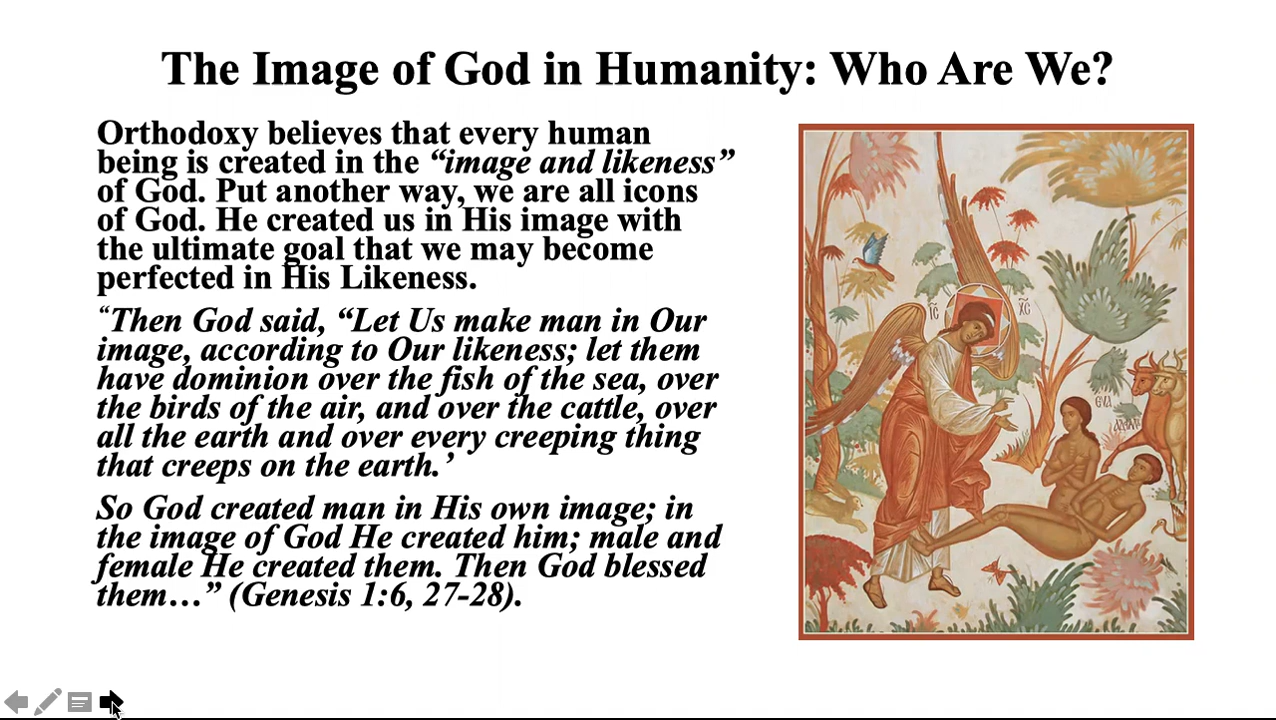 The Image of God in Humanity: Who Are We?
Orthodoxy believes that every human
being is created in the “image and likeness”
of God. Put another way, we are all icons
of God. He created us in His image with
the ultimate goal that we may become
perfected in His Likeness.
“Then God said, “Let Us make man in Our
image, according to Our likeness; let them
have dominion over the fish of the sea, over
the birds of the air, and over the cattle, over
all the earth and over every creeping thing
that creeps on the earth.’
So God created man in His own image; in
the image of God He created him; male and
female He created them. Then God blessed
them…” (Genesis 1:6, 27-28).
ІС ХС
ЄVA